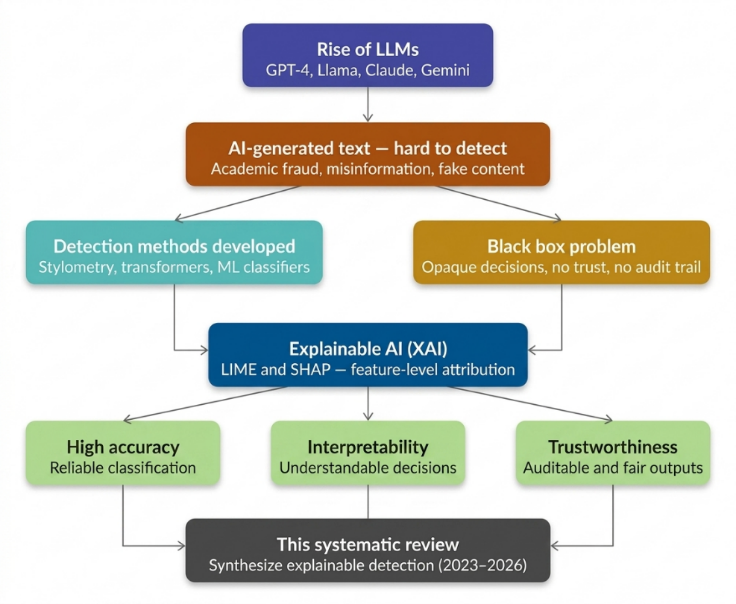 Rise of LLMs
GPT-4, Llama, Claude, Gemini
AI-generated text — hard to detect
Academic fraud, misinformation, fake content
Detection methods developed
Stylometry, transformers, ML classifiers
Black box problem
Opaque decisions, no trust, no audit trail
Explainable AI (XAI)
LIME and SHAP — feature-level attribution
High accuracy
Reliable classification
Interpretability
Understandable decisions
Trustworthiness
Auditable and fair outputs
This systematic review
Synthesize explainable detection (2023–2026)